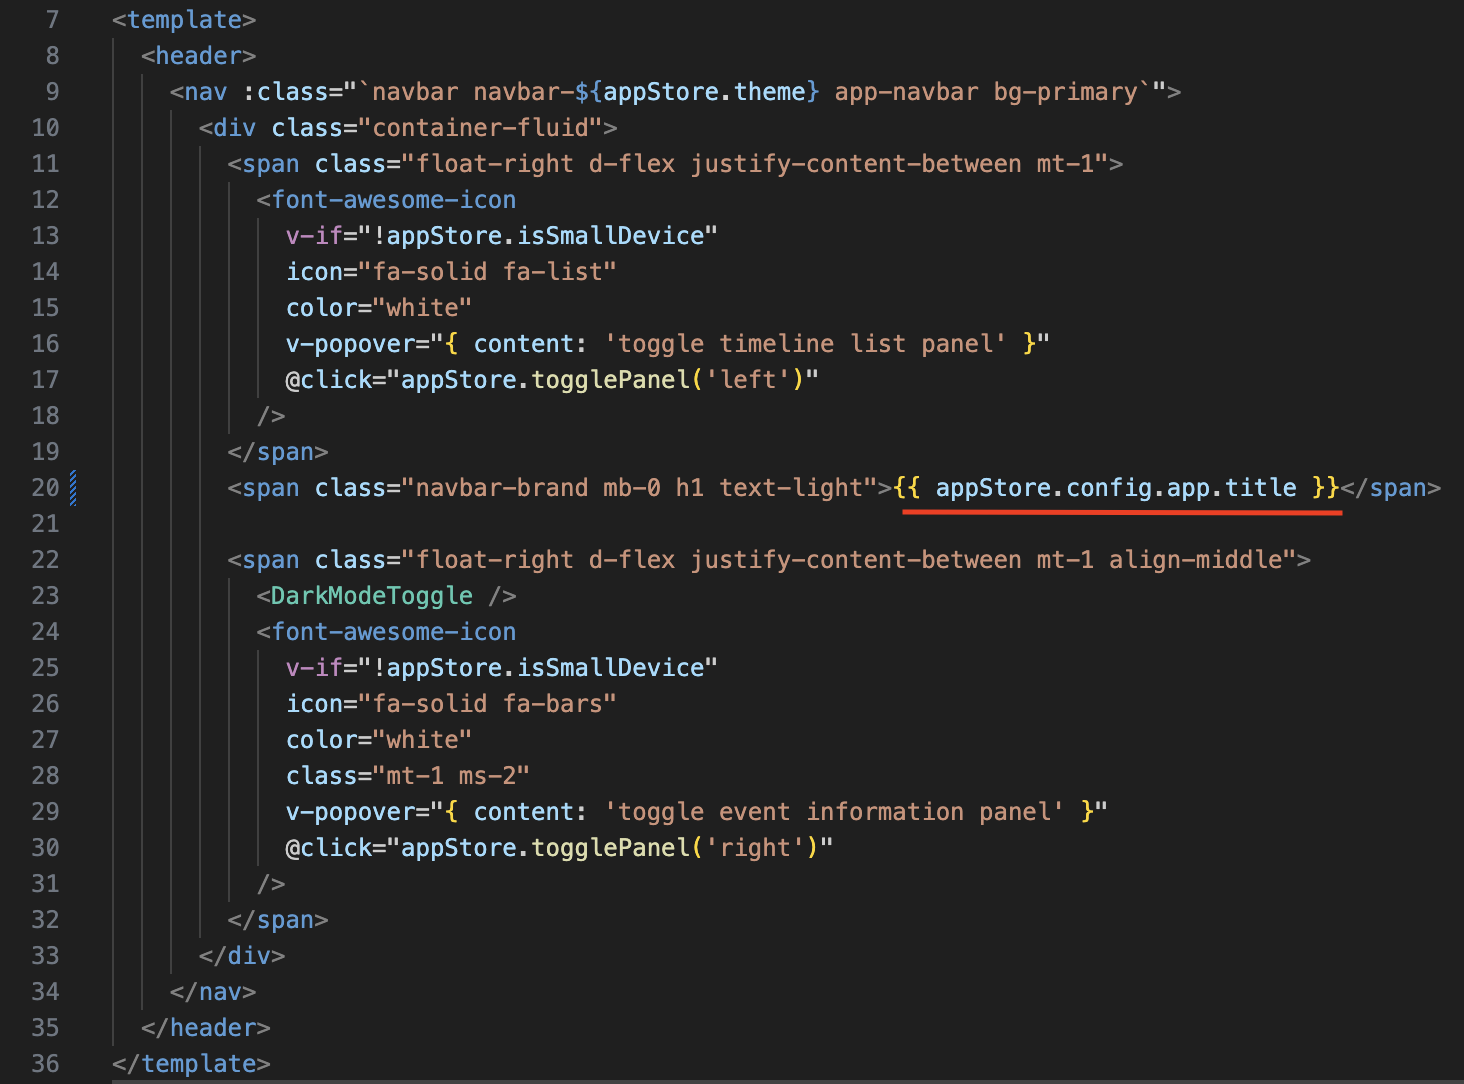 7 <template>
8 <header>
9 <nav :class="`navbar navbar-${appStore.theme} app-navbar bg-primary`">
10 <div class="container-fluid">
11 <span class="float-right d-flex justify-content-between mt-1">
12 <font-awesome-icon
13 v-if="!appStore.isSmallDevice"
14 icon="fa-solid fa-list"
15 color="white"
16 v-popover="{ content: 'toggle timeline list panel' }"
17 @click="appStore.togglePanel('left')"
18 />
19 </span>
20 <span class="navbar-brand mb-0 h1 text-light">{{ appStore.config.app.title }}</span>
21
22 <span class="float-right d-flex justify-content-between mt-1 align-middle">
23 <DarkModeToggle />
24 <font-awesome-icon
25 v-if="!appStore.isSmallDevice"
26 icon="fa-solid fa-bars"
27 color="white"
28 class="mt-1 ms-2"
29 v-popover="{ content: 'toggle event information panel' }"
30 @click="appStore.togglePanel('right')"
31 />
32 </span>
33 </div>
34 </nav>
35 </header>
36 </template>